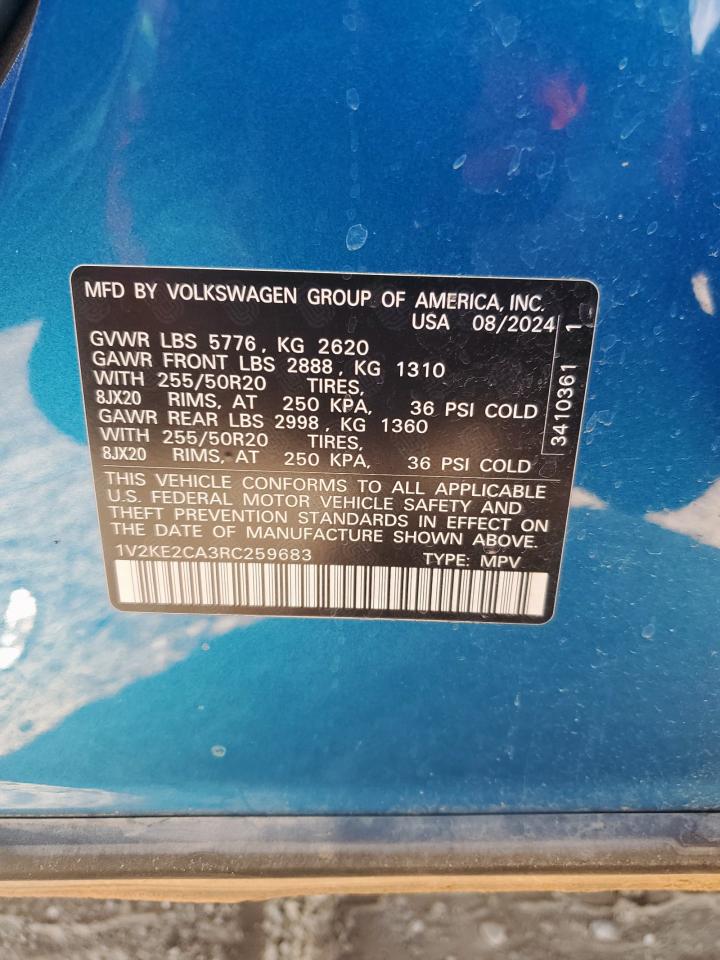 MFD BY VOLKSWAGEN GROUP OF AMERICA, INC.
USA 08/2024
GVWR LBS 5776, KG 2620
GAWR FRONT LBS 2888, KG 1310
WITH 255/50R20 TIRES,
8JX20 RIMS, AT 250 KPA, 36 PSI COLD
GAWR REAR LBS 2998, KG 1360
WITH 255/50R20 TIRES,
8JX20 RIMS, AT 250 KPA, 36 PSI COLD
3410361 1
THIS VEHICLE CONFORMS TO ALL APPLICABLE
U.S. FEDERAL MOTOR VEHICLE SAFETY AND
THEFT PREVENTION STANDARDS IN EFFECT ON
THE DATE OF MANUFACTURE SHOWN ABOVE.
1V2KE2CA3RC259683 TYPE: MPV